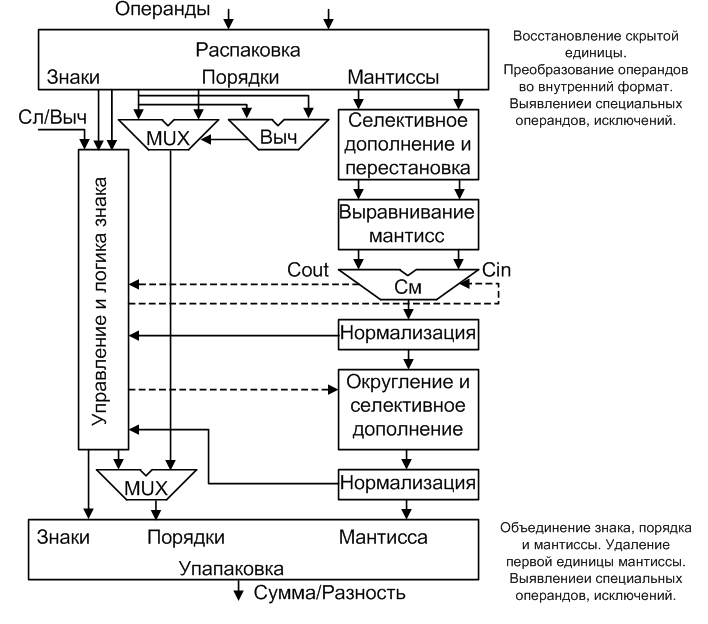 Операнды
Распаковка
Знаки Порядки Мантиссы
Восстановление скрытой
единицы.
Преобразование операндов
во внутренний формат.
Выявлениеи специальных
операндов, исключений.
Сл/Выч
MUX
Выч
Селективное
дополнение и
перестановка
Управление и логика знака
Выравнивание
мантисс
Cout
Cin
См
Нормализация
Округление и
селективное
дополнение
MUX
Нормализация
Знаки Порядки Мантисса
Упапаковка
Объединение знака, порядка
и мантиссы. Удаление
первой единицы мантиссы.
Выявлениеи специальных
операндов, исключений.
Сумма/Разность